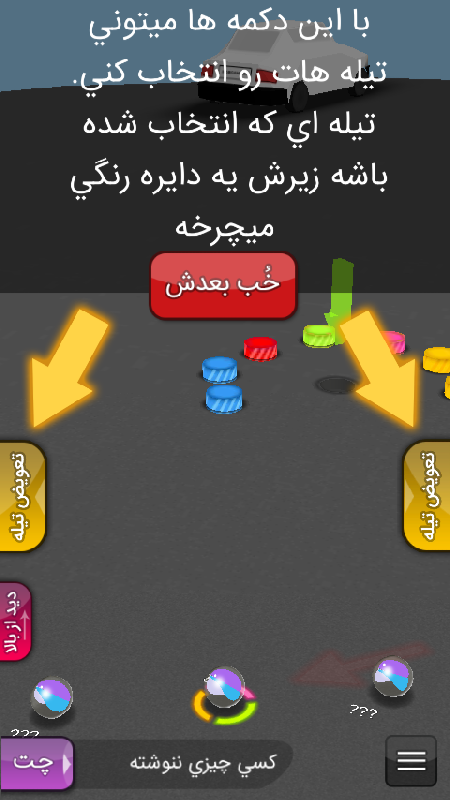 با اين دكمه ها ميتوني
تيله هات رو انتخاب كني.
تيله اي كه انتخاب شده
باشه زيرش يه دايره رنگي
ميچرخه
خُب بعدش
تعويض تيله
تعويض تيله
ديد از بالا
???
???
چت
كسي چيزي ننوشته